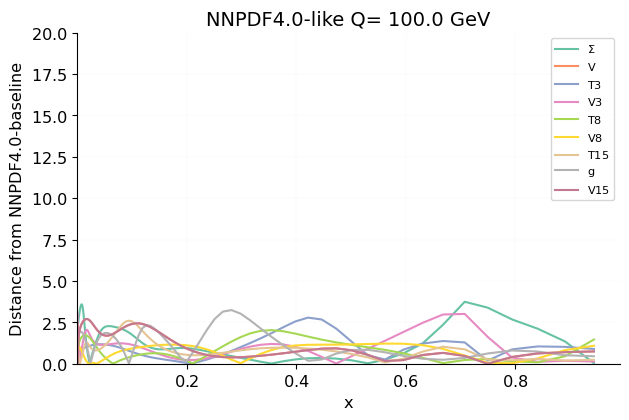 NNPDF4.0-like Q= 100.0 GeV
Distance from NNPDF4.0-baseline
20.0
17.5
15.0
12.5
10.0
7.5
5.0
2.5
0.0
0.2
0.4
0.6
0.8
x
Σ
V
T3
V3
T8
V8
T15
g
V15